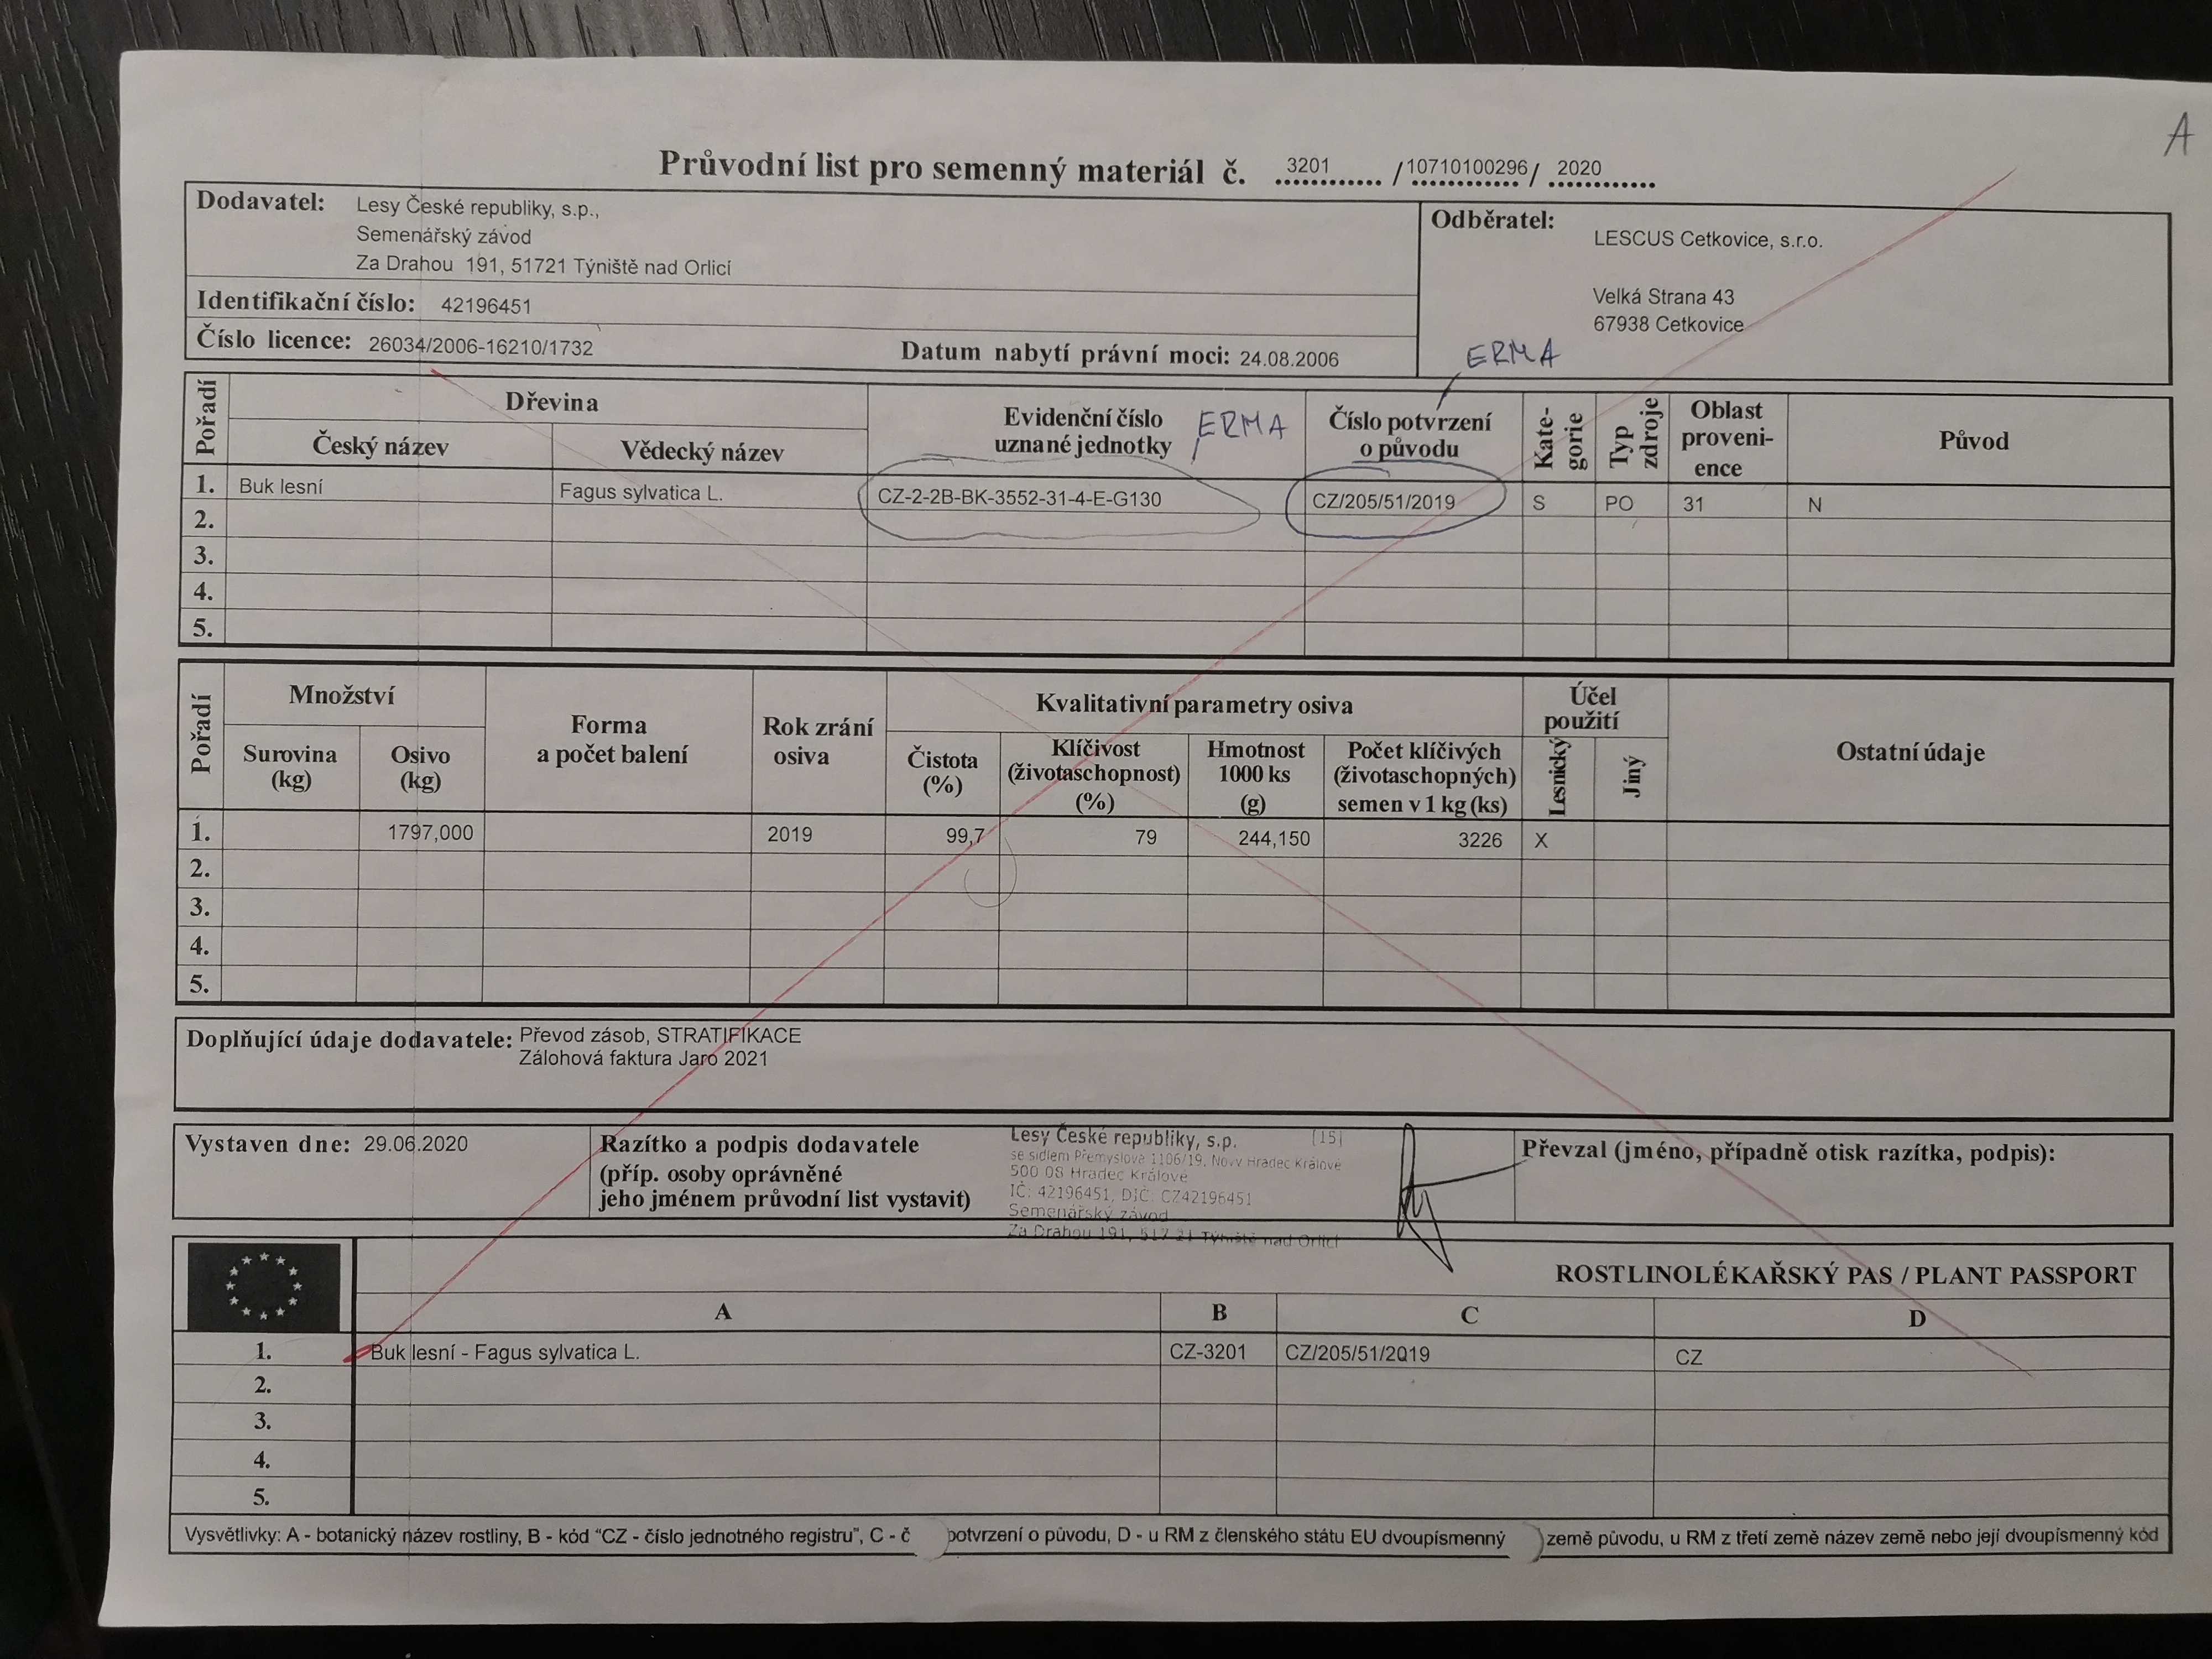 A
Průvodní list pro semenný materiál č. 3201 / 10710100296 / 2020
Dodavatel: Lesy České republiky, s.p.,
Semenářský závod
Za Drahou 191, 51721 Týniště nad Orlicí
Identifikační číslo: 42196451
Číslo licence: 26034/2006-16210/1732 Datum nabytí právní moci: 24.08.2006
Odběratel:
LESCUS Cetkovice, s.r.o.
Velká Strana 43
67938 Cetkovice
ERMA
Pořadí
Dřevina
Český název Vědecký název
Evidenční číslo
uznané jednotky
ERMA
Číslo potvrzení
o původu
Kate-
gorie
Typ
zdroje
Oblast
proveni-
ence
Původ
1. Buk lesní Fagus sylvatica L. CZ-2-2B-BK-3552-31-4-E-G130 CZ/205/51/2019 S PO 31 N
2.
3.
4.
5.
Pořadí
Množství
Surovina
(kg)
Osivo
(kg)
Forma
a počet balení
Rok zrání
osiva
Kvalitativní parametry osiva
Čistota
(%)
Klíčivost
(životaschopnost)
(%)
Hmotnost
1000 ks
(g)
Počet klíčivých
(životaschopných)
semen v 1 kg (ks)
Účel
použití
Lesnický
Jiný
Ostatní údaje
1. 1797,000 2019 99,7 79 244,150 3226 X
2.
3.
4.
5.
Doplňující údaje dodavatele: Převod zásob, STRATIFIKACE
Zálohová faktura Jaro 2021
Vystaven dne: 29.06.2020
Razítko a podpis dodavatele
(příp. osoby oprávněné
jeho jménem průvodní list vystavit)
Lesy České republiky, s.p. (15)
se sídlem Přemyslova 1106/19, Nový Hradec Králové
500 08 Hradec Králové
IČ: 42196451, DIČ: CZ42196451
Semenářský závod
Za Drahou 191, 517 21 Týniště nad Orlicí
Převzal (jméno, případně otisk razítka, podpis):
ROSTLINOLÉKAŘSKÝ PAS / PLANT PASSPORT
A B C D
1. Buk lesní - Fagus sylvatica L. CZ-3201 CZ/205/51/2019 CZ
2.
3.
4.
5.
Vysvětlivky: A - botanický název rostliny, B - kód "CZ - číslo jednotného registru", C - č potvrzení o původu, D - u RM z členského státu EU dvoupísmenný země původu, u RM z třetí země název země nebo její dvoupísmenný kód